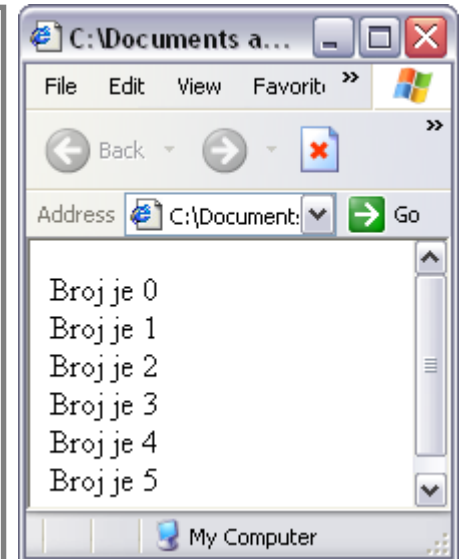 C:\Documents a...
File Edit View Favorit »
Back »
Address C:\Document: Go
Broj je 0
Broj je 1
Broj je 2
Broj je 3
Broj je 4
Broj je 5
My Computer